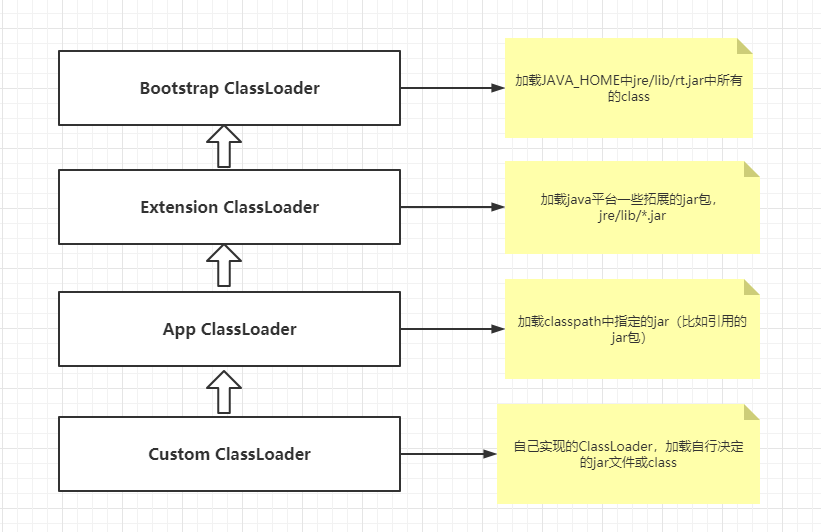 Bootstrap ClassLoader
加载JAVA_HOME中jre/lib/rt.jar中所有
的class
Extension ClassLoader
加载java平台一些拓展的jar包，
jre/lib/*.jar
App ClassLoader
加载classpath中指定的jar（比如引用的
jar包）
Custom ClassLoader
自己实现的ClassLoader，加载自行决定
的jar文件或class